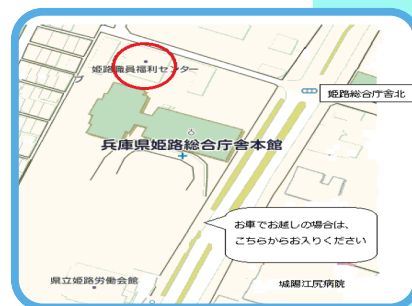 姫路職員福利センター
姫路総合庁舎北
兵庫県姫路総合庁舎本館
お車でお越しの場合は、
こちらからお入りください
県立姫路労働会館
城陽江尻病院